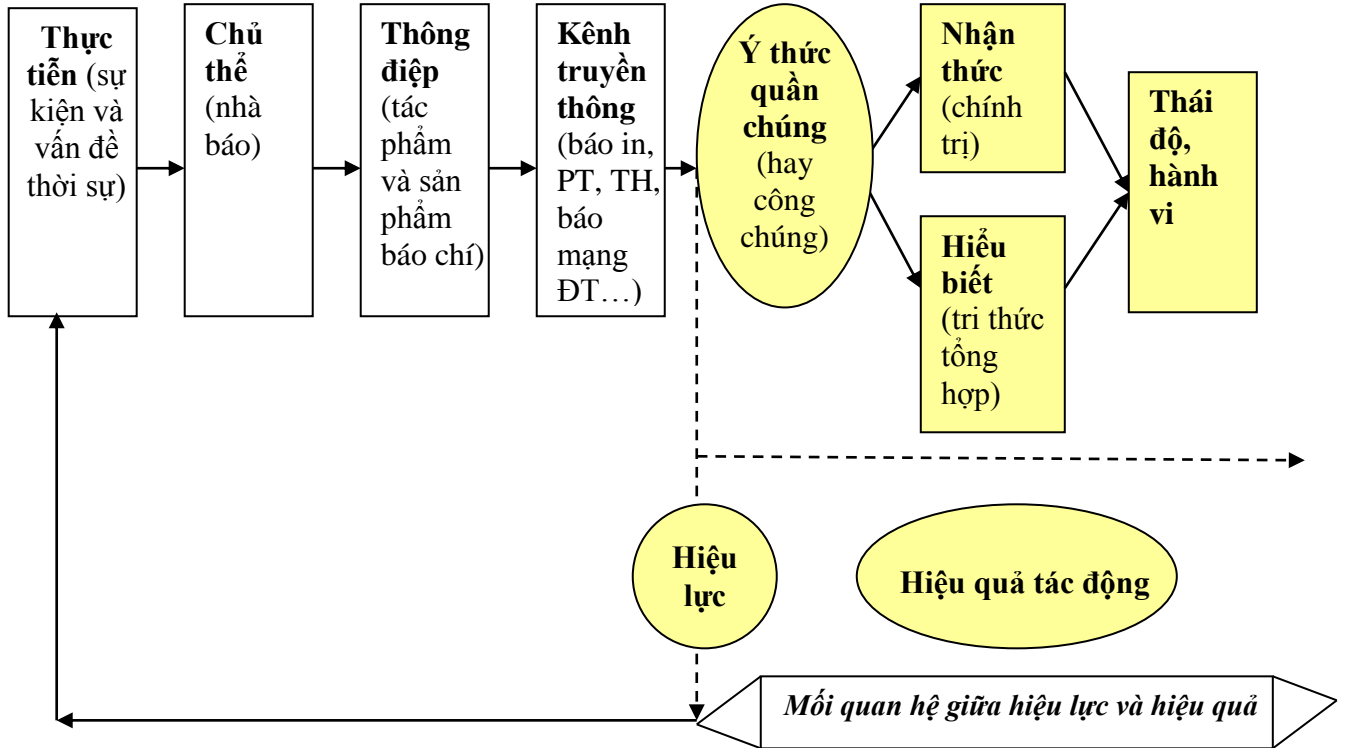 Thực
tiễn (sự
kiện và
vấn đề
thời sự)
Chủ
thể
(nhà
báo)
Thông
điệp
(tác
phẩm
và sản
phẩm
báo chí)
Kênh
truyền
thông
(báo in,
PT, TH,
báo
mạng
ĐT…)
Ý thức
quần
chúng
(hay
công
chúng)
Nhận
thức
(chính
trị)
Hiểu
biết
(tri thức
tổng
hợp)
Thái
độ,
hành
vi
Hiệu
lực
Hiệu quả tác động
Mối quan hệ giữa hiệu lực và hiệu quả